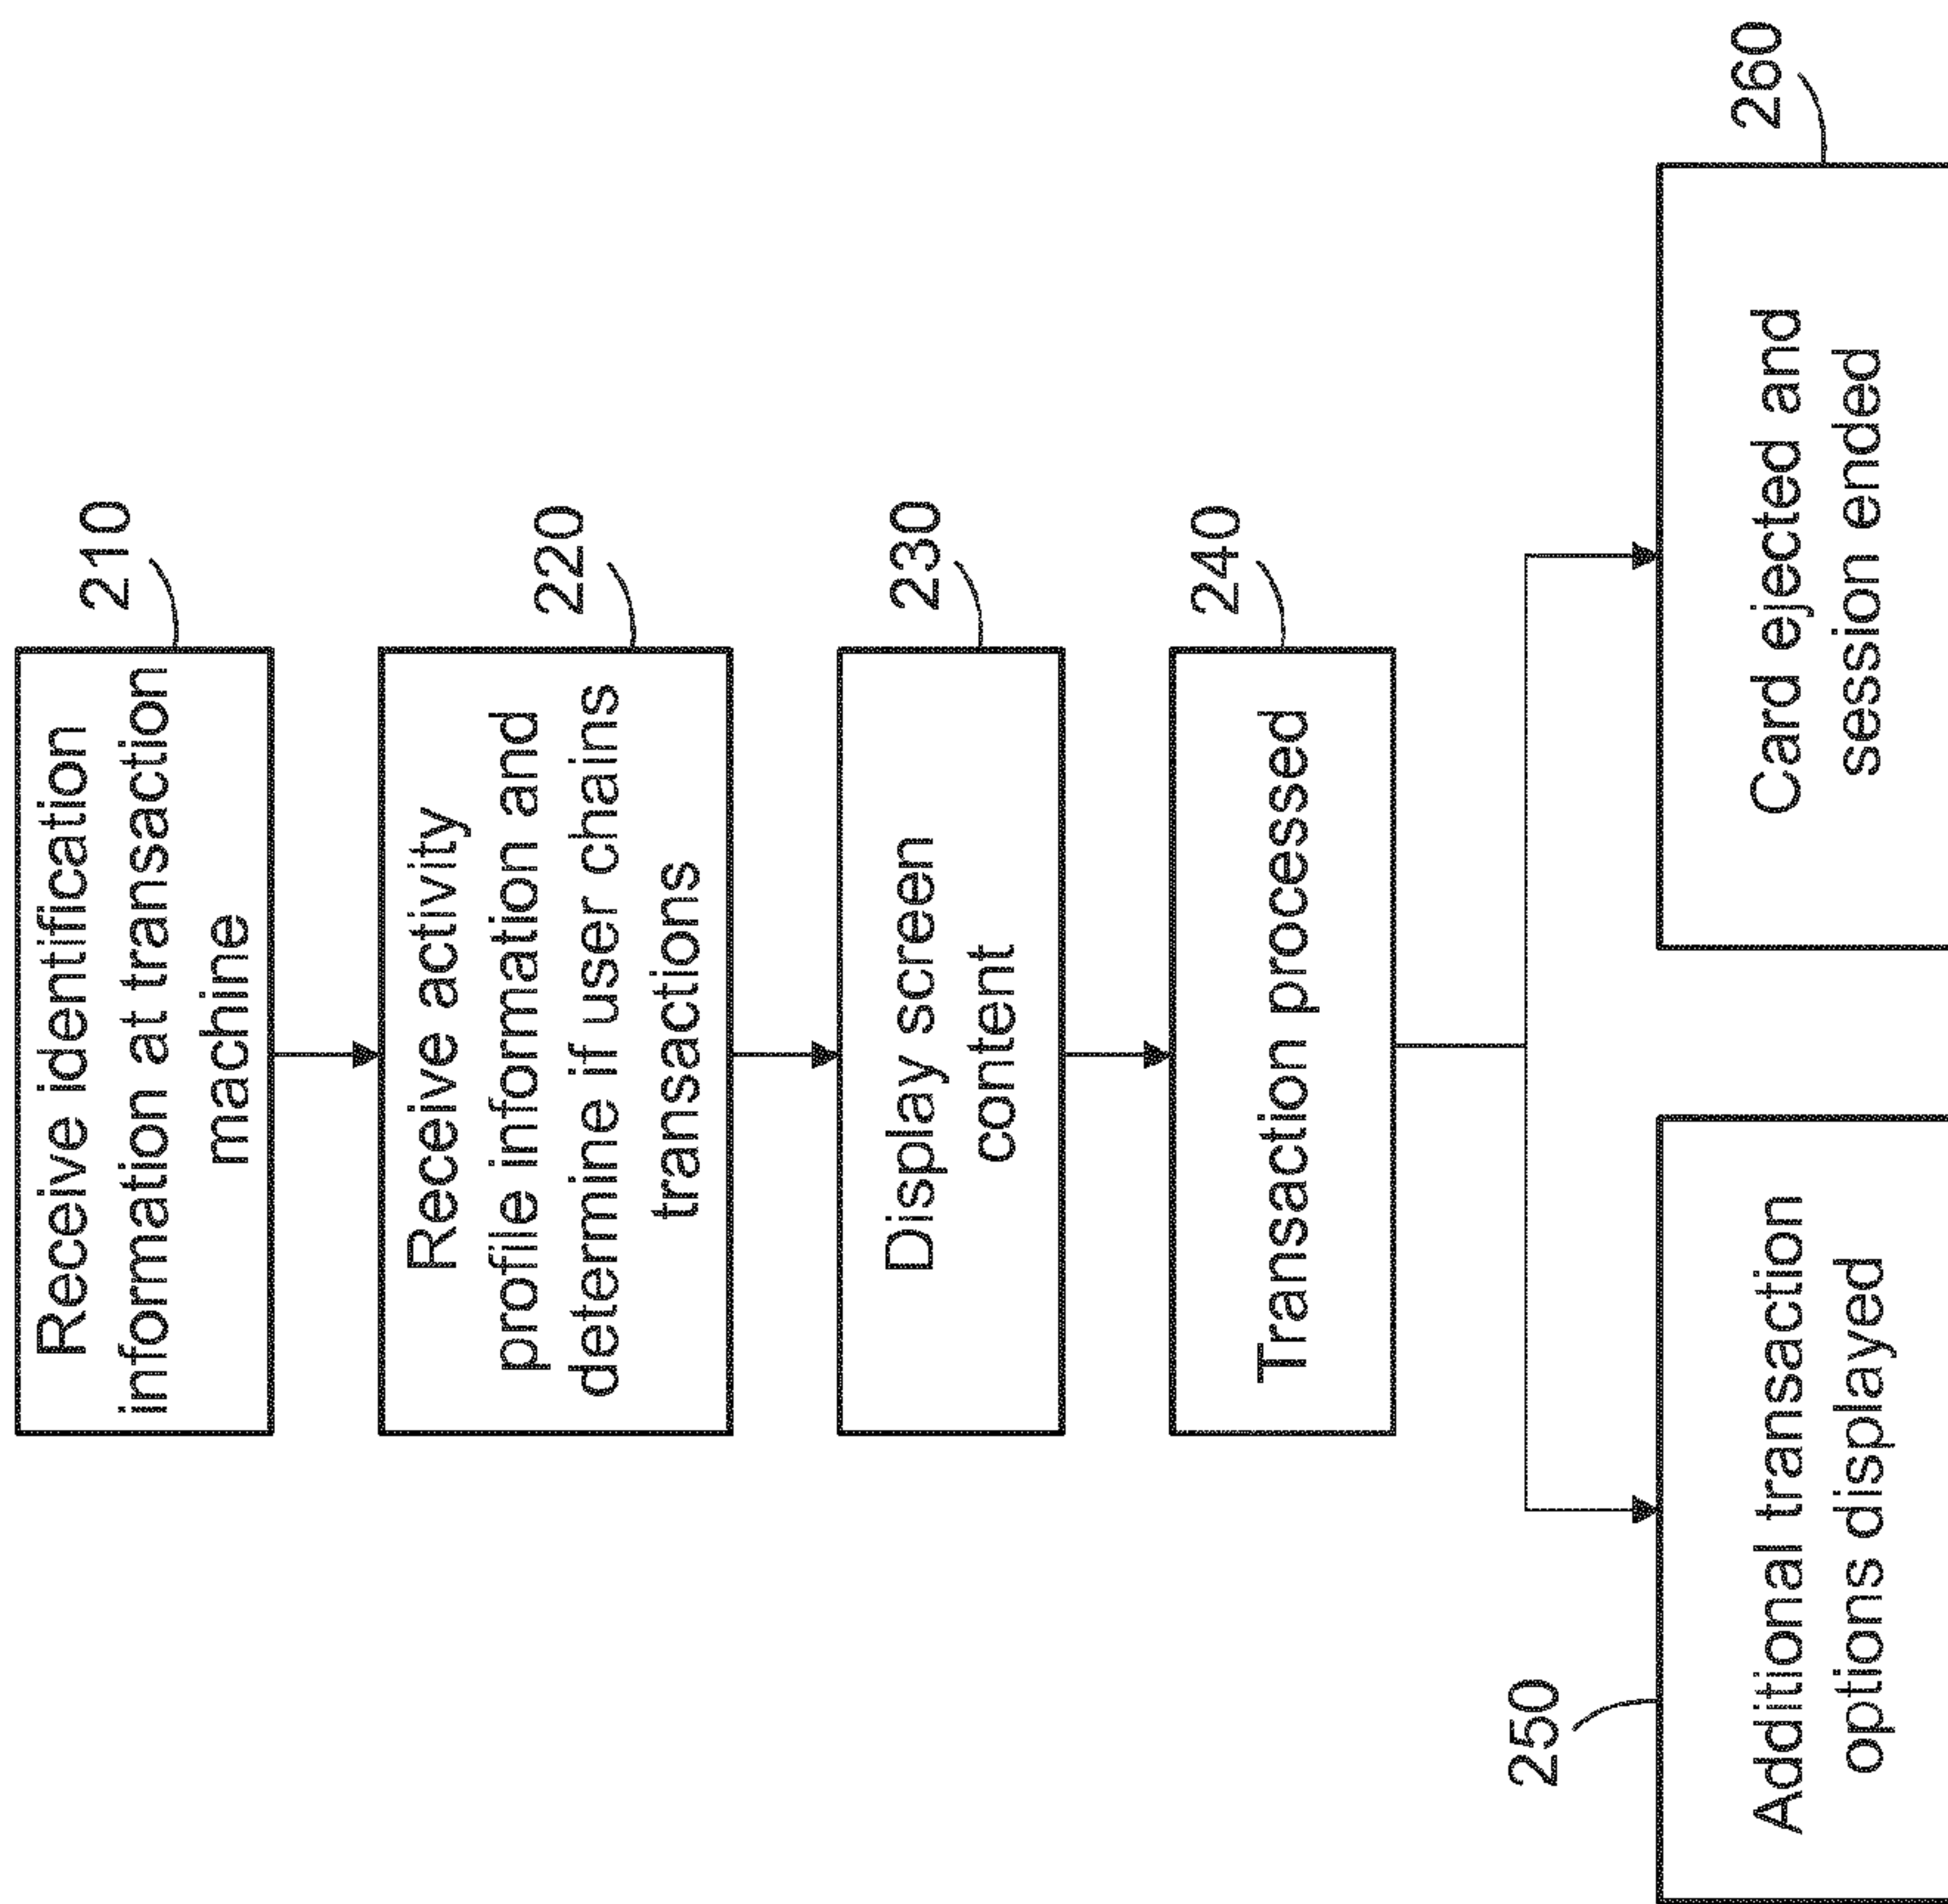 Receive identification
information at transaction
machine
210
Receive activity
profile information and
determine if user chains
transactions
220
Display screen
content
230
Transaction processed
240
250
Additional transaction
options displayed
260
Card ejected and
session ended